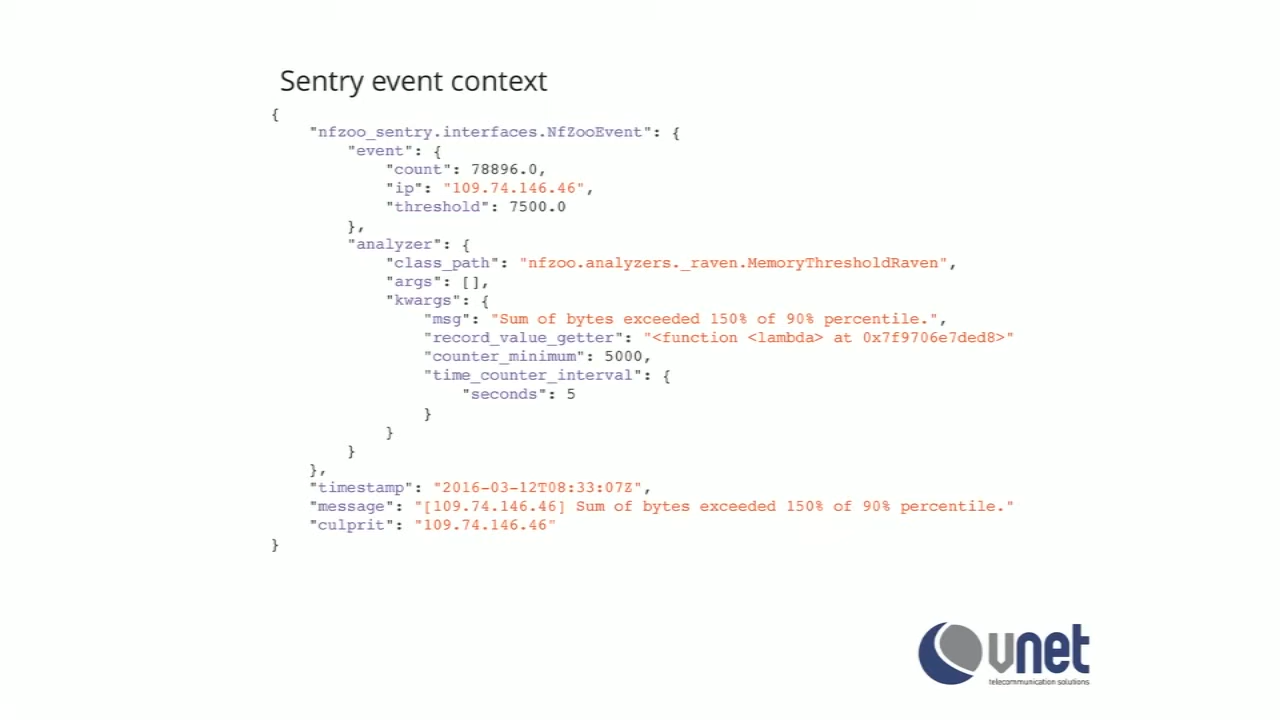 Sentry event context
{
"nfzoo_sentry.interfaces.NfZooEvent": {
"event": {
"count": 78896.0,
"ip": "109.74.146.46",
"threshold": 7500.0
},
"analyzer": {
"class_path": "nfzoo.analyzers._raven.MemoryThresholdRaven",
"args": [],
"kwargs": {
"msg": "Sum of bytes exceeded 150% of 90% percentile.",
"record_value_getter": "<function <lambda> at 0x7f9706e7ded8>"
"counter_minimum": 5000,
"time_counter_interval": {
"seconds": 5
}
}
}
},
"timestamp": "2016-03-12T08:33:07Z",
"message": "[109.74.146.46] Sum of bytes exceeded 150% of 90% percentile."
"culprit": "109.74.146.46"
}
vnet
telecommunication solutions